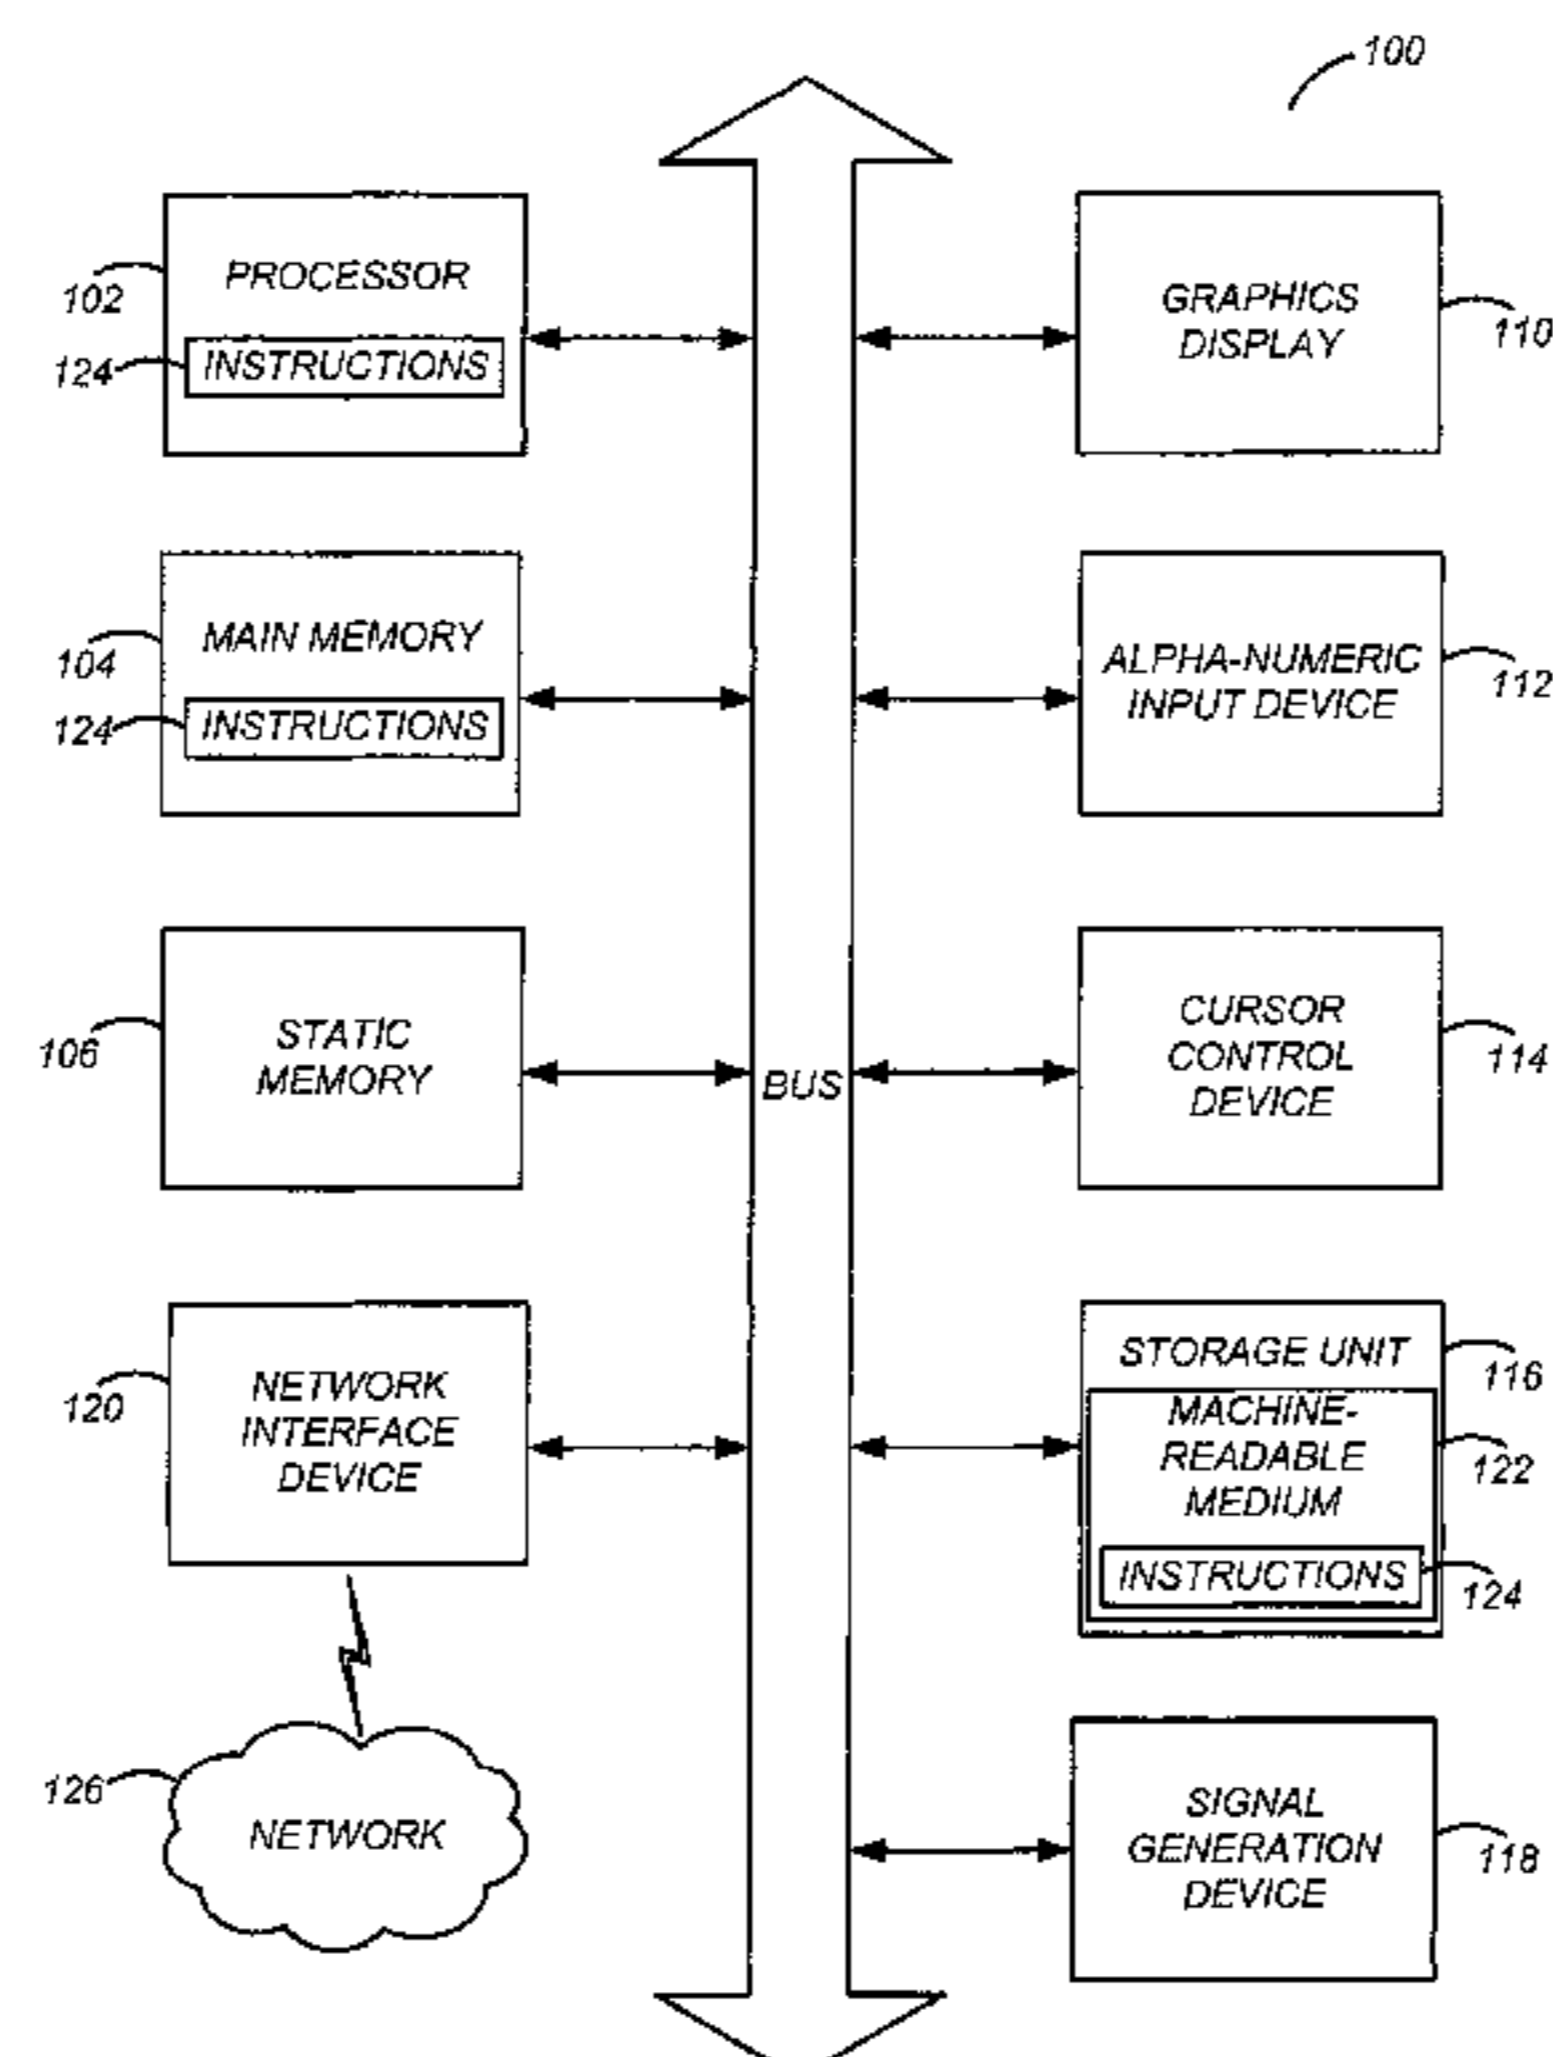 100
PROCESSOR
102
INSTRUCTIONS
124
GRAPHICS
DISPLAY
110
MAIN MEMORY
104
INSTRUCTIONS
124
ALPHA-NUMERIC
INPUT DEVICE
112
STATIC
MEMORY
106
BUS
CURSOR
CONTROL
DEVICE
114
NETWORK
INTERFACE
DEVICE
120
STORAGE UNIT
116
MACHINE-
READABLE
MEDIUM
122
INSTRUCTIONS
124
NETWORK
126
SIGNAL
GENERATION
DEVICE
118